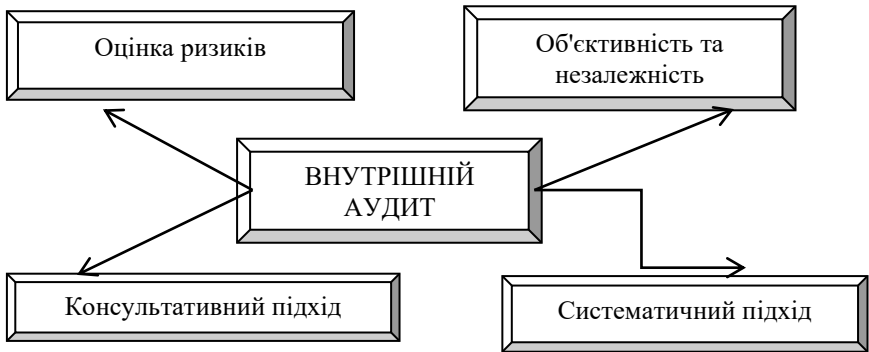 Оцінка ризиків
Об'єктивність та
незалежність
ВНУТРІШНІЙ
АУДИТ
Консультативний підхід
Систематичний підхід